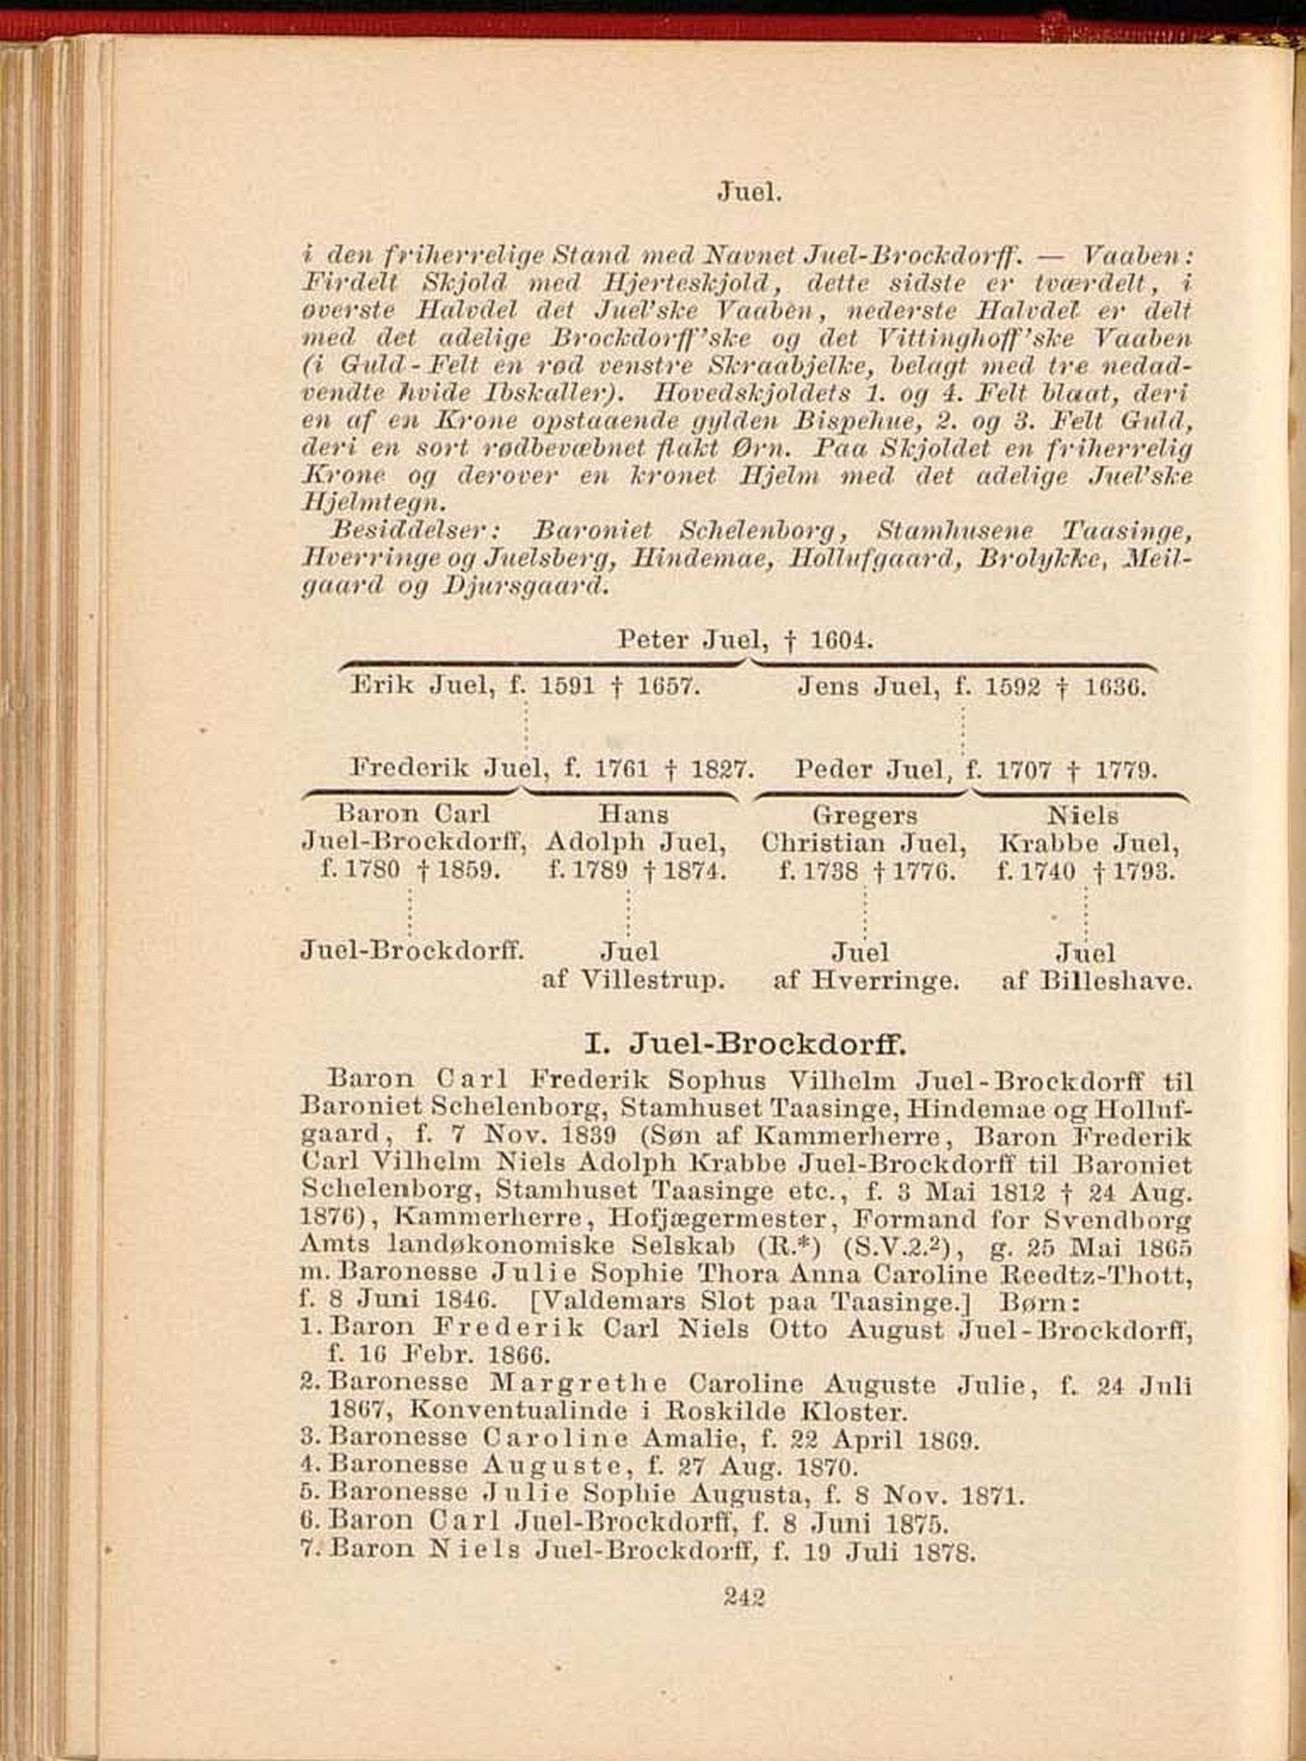 Juel.
i den friherrelige Stand med Navnet Juel-Brockdorff. — Vaaben:
Firdelt Skjold med Hjerteskjold, dette sidste er tværdelt, i
øverste Halvdel det Juel'ske Vaaben, nederste Halvdel er delt
med det adelige Brockdorff'ske og det Vittinghoff'ske Vaaben
(i Guld-Felt en rød venstre Skraabjelke, belagt med tre nedad-
vendte hvide Ibskaller). Hovedskjoldets 1. og 4. Felt blaat, deri
en af en Krone opstaaende gylden Bispehue, 2. og 3. Felt Guld,
deri en sort rødbevæbnet flakt Ørn. Paa Skjoldet en friherrelig
Krone og derover en kronet Hjelm med det adelige Juel'ske
Hjelmtegn.
Besiddelser: Baroniet Schelenborg, Stamhusene Taasinge,
Hverringe og Juelsberg, Hindemae, Hollufgaard, Brolykke, Meil-
gaard og Djursgaard.
Peter Juel, † 1604.
Erik Juel, f. 1591 † 1657. Jens Juel, f. 1592 † 1636.
Frederik Juel, f. 1761 † 1827. Peder Juel, f. 1707 † 1779.
Baron Carl Hans Gregers Niels
Juel-Brockdorff, Adolph Juel, Christian Juel, Krabbe Juel,
f. 1780 † 1859. f. 1789 † 1874. f. 1738 † 1776. f. 1740 † 1793.
Juel-Brockdorff. Juel Juel Juel
af Villestrup. af Hverringe. af Billeshave.
I. Juel-Brockdorff.
Baron Carl Frederik Sophus Vilhelm Juel-Brockdorff til
Baroniet Schelenborg, Stamhuset Taasinge, Hindemae og Holluf-
gaard, f. 7 Nov. 1839 (Søn af Kammerherre, Baron Frederik
Carl Vilhelm Niels Adolph Krabbe Juel-Brockdorff til Baroniet
Schelenborg, Stamhuset Taasinge etc., f. 3 Mai 1812 † 24 Aug.
1876), Kammerherre, Hofjægermester, Formand for Svendborg
Amts landøkonomiske Selskab (R.*) (S.V.2.²), g. 25 Mai 1865
m. Baronesse Julie Sophie Thora Anna Caroline Reedtz-Thott,
f. 8 Juni 1846. [Valdemars Slot paa Taasinge.] Børn:
1. Baron Frederik Carl Niels Otto August Juel-Brockdorff,
f. 16 Febr. 1866.
2. Baronesse Margrethe Caroline Auguste Julie, f. 24 Juli
1867, Konventualinde i Roskilde Kloster.
3. Baronesse Caroline Amalie, f. 22 April 1869.
4. Baronesse Auguste, f. 27 Aug. 1870.
5. Baronesse Julie Sophie Augusta, f. 8 Nov. 1871.
6. Baron Carl Juel-Brockdorff, f. 8 Juni 1875.
7. Baron Niels Juel-Brockdorff, f. 19 Juli 1878.
242